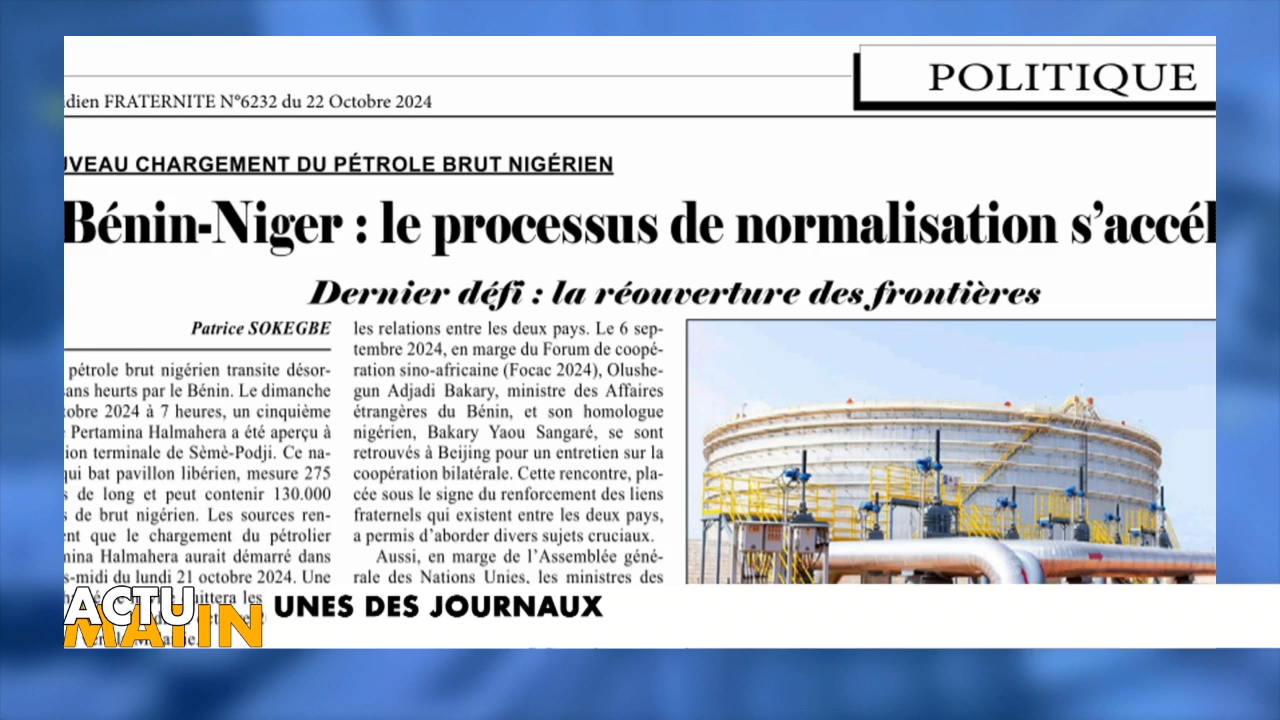 POLITIQUE
dien FRATERNITE N°6232 du 22 Octobre 2024
UVEAU CHARGEMENT DU PÉTROLE BRUT NIGÉRIEN
Bénin-Niger : le processus de normalisation s'accél
Dernier défi : la réouverture des frontières
Patrice SOKEGBE
pétrole brut nigérien transite désor-
ans heurts par le Bénin. Le dimanche
tobre 2024 à 7 heures, un cinquième
Pertamina Halmahera a été aperçu à
ion terminale de Sèmè-Podji. Ce na-
qui bat pavillon libérien, mesure 275
s de long et peut contenir 130.000
s de brut nigérien. Les sources ren-
ent que le chargement du pétrolier
mina Halmahera aurait démarré dans
s-midi du lundi 21 octobre 2024. Une
ittera les
les relations entre les deux pays. Le 6 sep-
tembre 2024, en marge du Forum de coopé-
ration sino-africaine (Focac 2024), Olushe-
gun Adjadi Bakary, ministre des Affaires
étrangères du Bénin, et son homologue
nigérien, Bakary Yaou Sangaré, se sont
retrouvés à Beijing pour un entretien sur la
coopération bilatérale. Cette rencontre, pla-
cée sous le signe du renforcement des liens
fraternels qui existent entre les deux pays,
a permis d'aborder divers sujets cruciaux.
Aussi, en marge de l'Assemblée géné-
rale des Nations Unies, les ministres des
ACTU
MATIN
UNES DES JOURNAUX